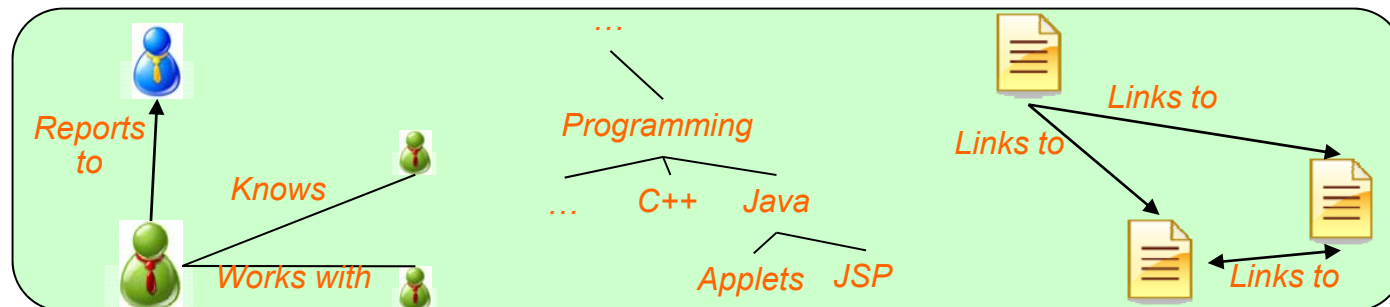 Reports
to
Knows
Works with
…
Programming
… C++ Java
Applets JSP
Links to
Links to
Links to